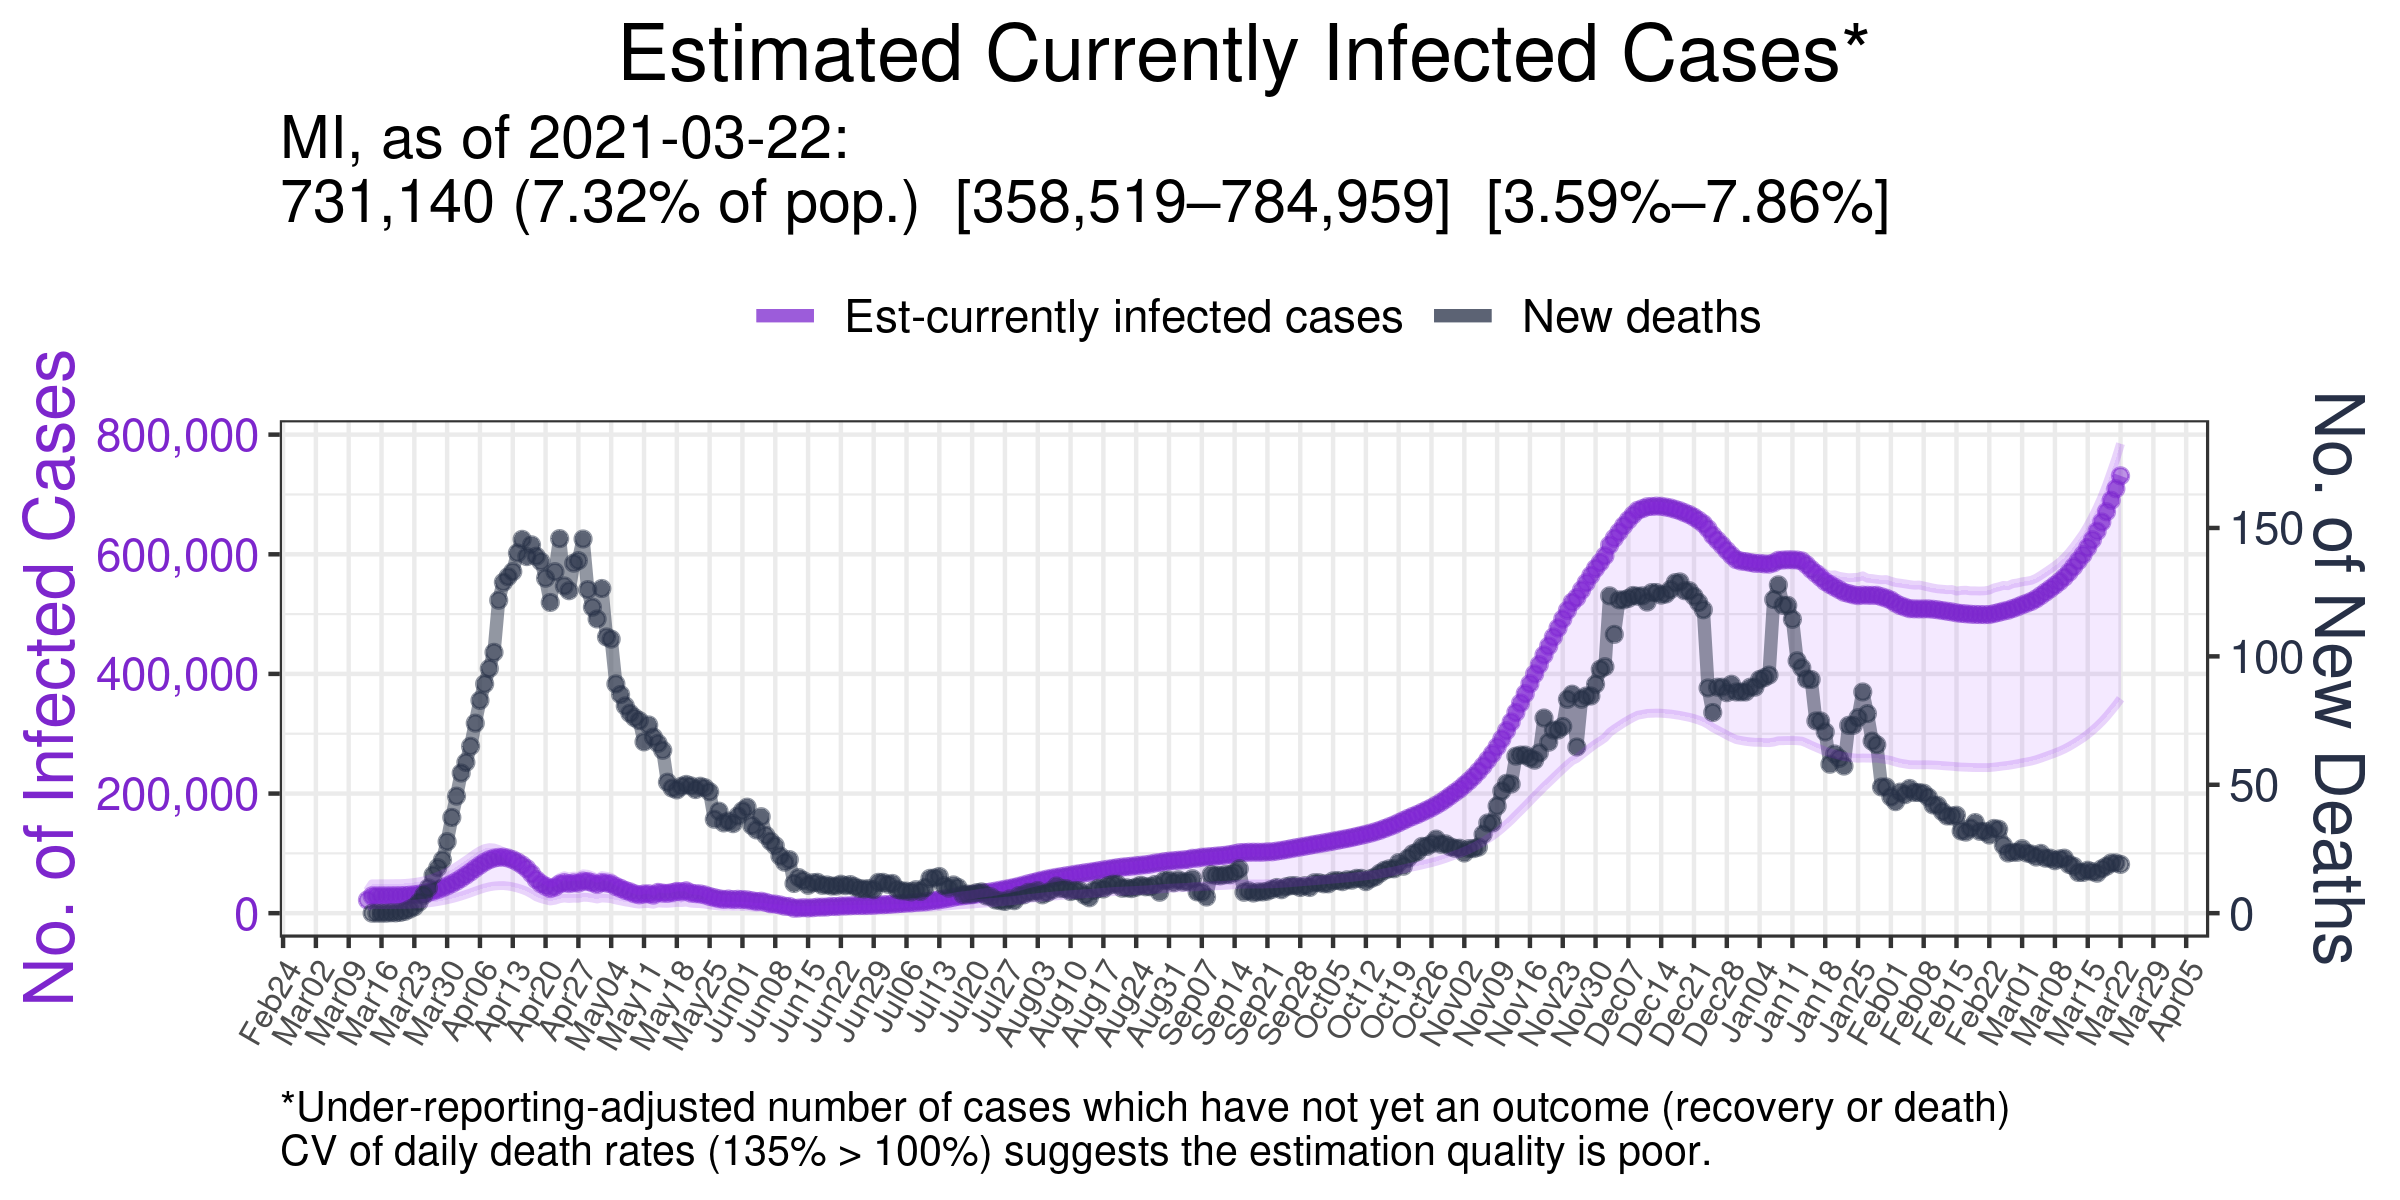 Estimated Currently Infected Cases*
MI, as of 2021-03-22:
731,140 (7.32% of pop.)  [358,519–784,959]  [3.59%–7.86%]
Est-currently infected cases
New deaths
No. of Infected Cases
800,000
600,000
400,000
200,000
0
No. of New Deaths
150
100
50
0
Feb24
Mar02
Mar09
Mar16
Mar23
Mar30
Apr06
Apr13
Apr20
Apr27
May04
May11
May18
May25
Jun01
Jun08
Jun15
Jun22
Jun29
Jul06
Jul13
Jul20
Jul27
Aug03
Aug10
Aug17
Aug24
Aug31
Sep07
Sep14
Sep21
Sep28
Oct05
Oct12
Oct19
Oct26
Nov02
Nov09
Nov16
Nov23
Nov30
Dec07
Dec14
Dec21
Dec28
Jan04
Jan11
Jan18
Jan25
Feb01
Feb08
Feb15
Feb22
Mar01
Mar08
Mar15
Mar22
Mar29
Apr05
*Under-reporting-adjusted number of cases which have not yet an outcome (recovery or death)
CV of daily death rates (135% > 100%) suggests the estimation quality is poor.